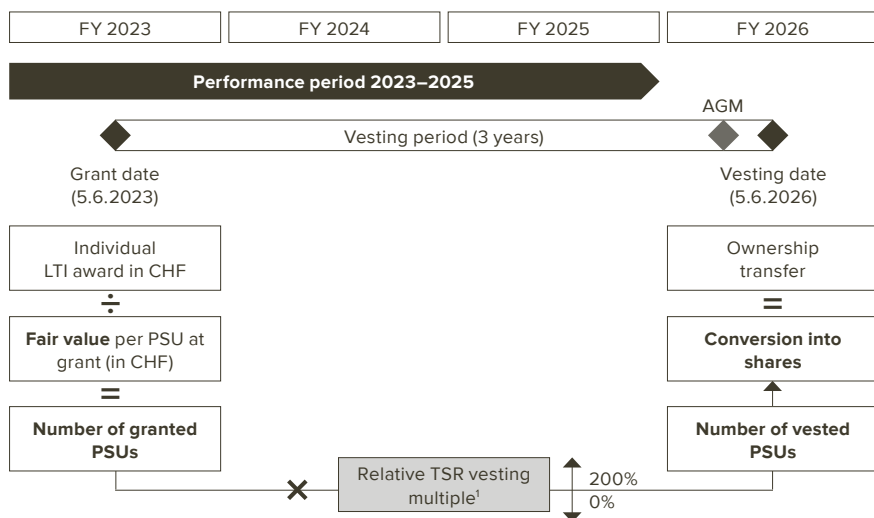 FY 2023
FY 2024
FY 2025
FY 2026
Performance period 2023–2025
AGM
Vesting period (3 years)
Grant date
(5.6.2023)
Vesting date
(5.6.2026)
Individual
LTI award in CHF
Ownership
transfer
÷
=
Fair value per PSU at
grant (in CHF)
Conversion into
shares
=
Number of granted
PSUs
Number of vested
PSUs
×
Relative TSR vesting
multiple¹
200%
0%